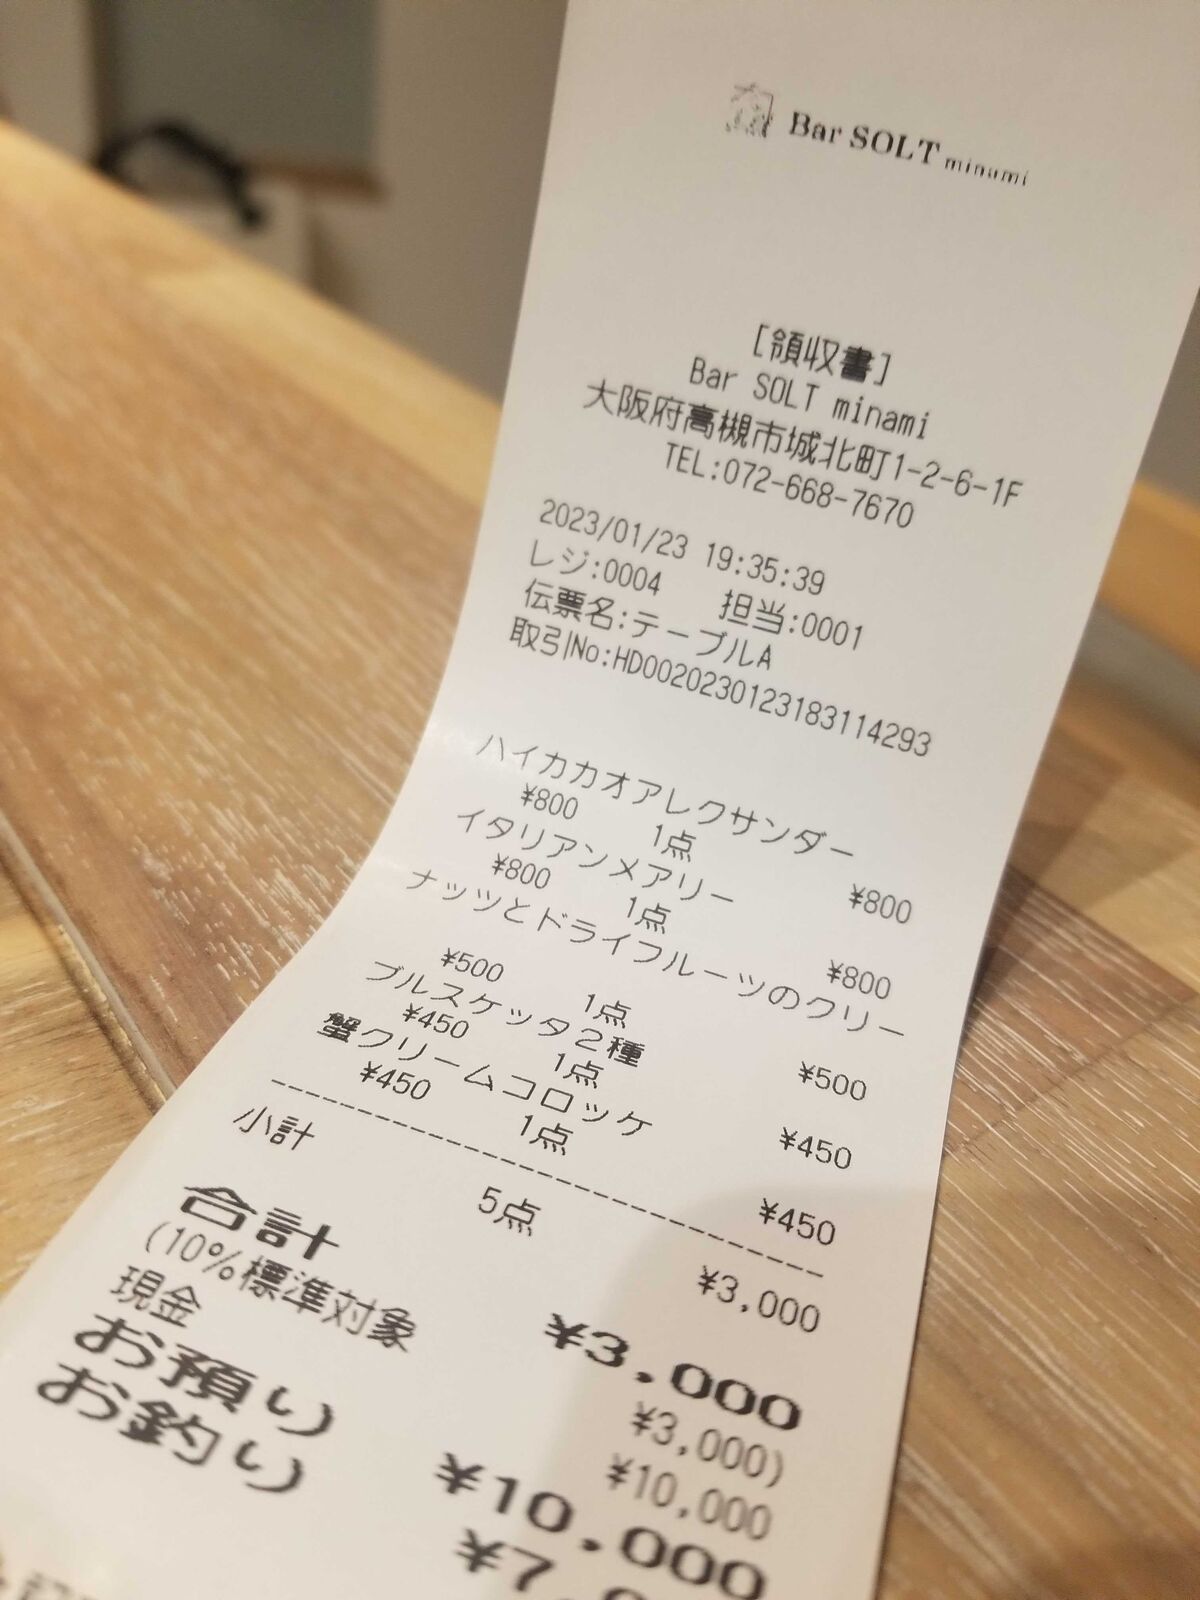 Bar SOLT minami
[領収書]
Bar SOLT minami
大阪府高槻市城北町1-2-6-1F
TEL:072-668-7670
2023/01/23 19:35:39
レジ:0004 担当:0001
伝票名:テーブルA
取引No:HD0020230123183114293
ハイカカオアレクサンダー
¥800 1点 ¥800
イタリアンメアリー
¥800 1点 ¥800
ナッツとドライフルーツのクリー
¥500 1点 ¥500
ブルスケッタ2種
¥450 1点 ¥450
蟹クリームコロッケ
¥450 1点 ¥450
小計 5点 ¥3,000
合計 ¥3,000
(10%標準対象 ¥3,000)
現金 ¥10,000
お預り ¥10,000
お釣り